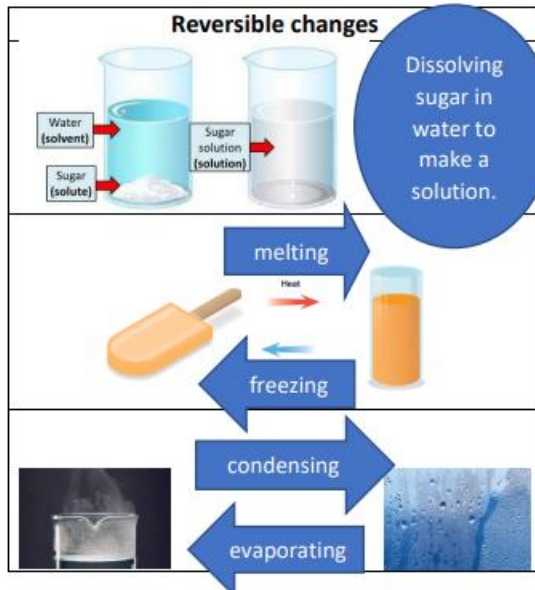 Reversible changes
Water
(solvent)
Sugar
(solute)
Sugar
solution
(solution)
Dissolving
sugar in
water to
make a
solution.
melting
Heat
freezing
condensing
evaporating